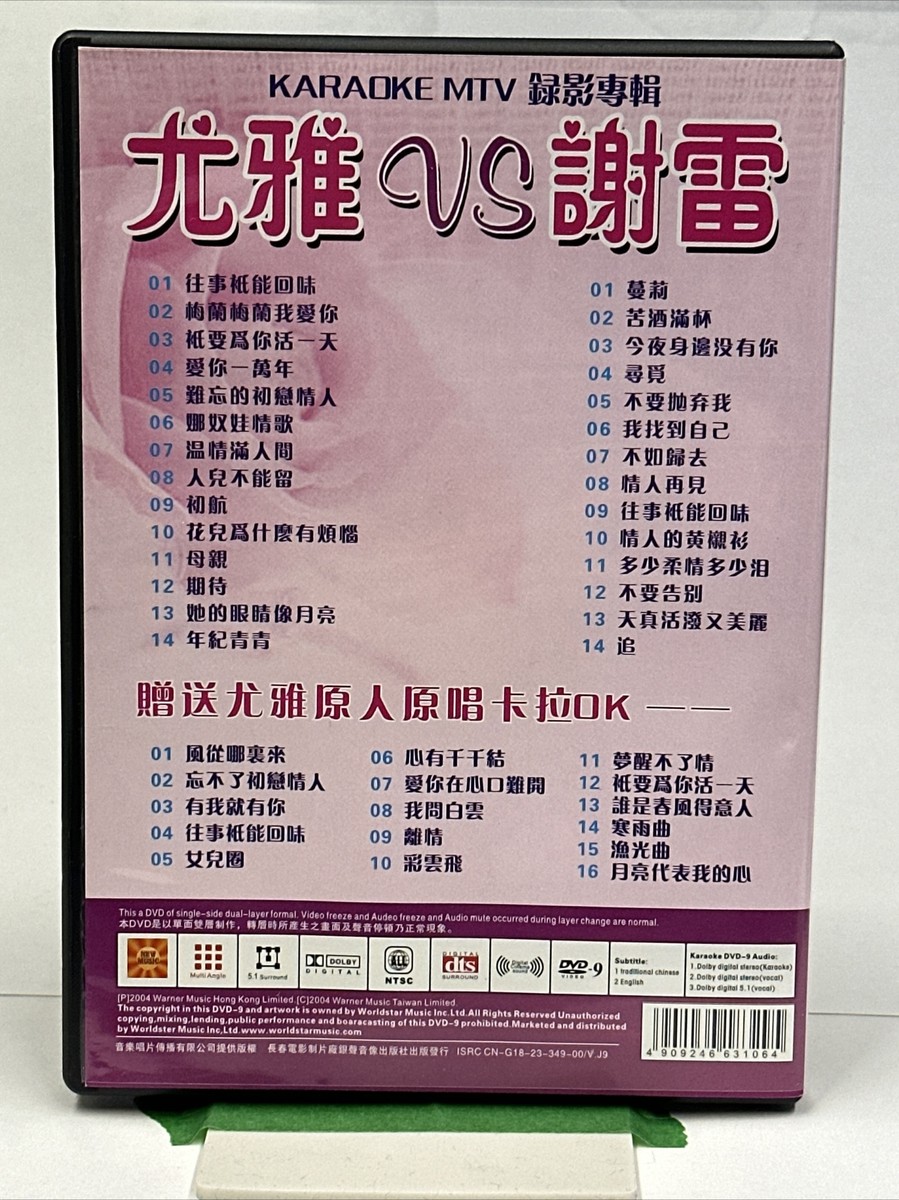 KARAOKE MTV 録影專輯
尤雅 VS 謝雷
01 往事衹能回味
02 梅蘭梅蘭我愛你
03 衹要爲你活一天
04 愛你一萬年
05 難忘的初戀情人
06 娜奴娃情歌
07 温情滿人間
08 人兒不能留
09 初航
10 花兒爲什麼有煩惱
11 母親
12 期待
13 她的眼睛像月亮
14 年紀青青
01 蔓莉
02 苦酒滿杯
03 今夜身邊没有你
04 尋覓
05 不要抛弃我
06 我找到自己
07 不如歸去
08 情人再見
09 往事衹能回味
10 情人的黄襯衫
11 多少柔情多少泪
12 不要告别
13 天真活潑又美麗
14 追
贈送尤雅原人原唱卡拉OK ——
01 風從哪裏來
02 忘不了初戀情人
03 有我就有你
04 往事衹能回味
05 女兒圈
06 心有千千結
07 愛你在心口難開
08 我問白雲
09 離情
10 彩雲飛
11 夢醒不了情
12 衹要爲你活一天
13 誰是春風得意人
14 寒雨曲
15 漁光曲
16 月亮代表我的心
This a DVD of single-side dual-layer formal. Video freeze and Audeo freeze and Audio mute occurred during layer change are normal.
本DVD是以單面雙層制作，轉層時所產生之畫面及聲音停頓乃正常現象。
NEW MUSIC
Multi Angle
5.1 Surround
DOLBY DIGITAL
ALL NTSC
DIGITAL dts SURROUND
DVD-9 VIDEO
Subtitle:
1 traditional chinese
2 English
Karaoke DVD-9 Audio:
1.Dolby digital stereo(Karaoke)
2.Dolby digital stereo(vocal)
3.Dolby digital 5.1(vocal)
[P]2004 Warner Music Hong Kong Limited.[C]2004 Warner Music Taiwan Limited.
The copyright in this DVD-9 and artwork is owned by Worldstar Music Inc.Ltd.All Rights Reserved Unauthorized
copying,mixing,lending,public performance and boaracasting of this DVD-9 prohibited.Marketed and distributed
by Worldster Music Inc,Ltd.www.worldstarmusic.com
音樂唱片傳播有限公司提供版權 長春電影制片廠銀聲音像出版社出版發行 ISRC CN-G18-23-349-00/V.J9
4 909246 631064